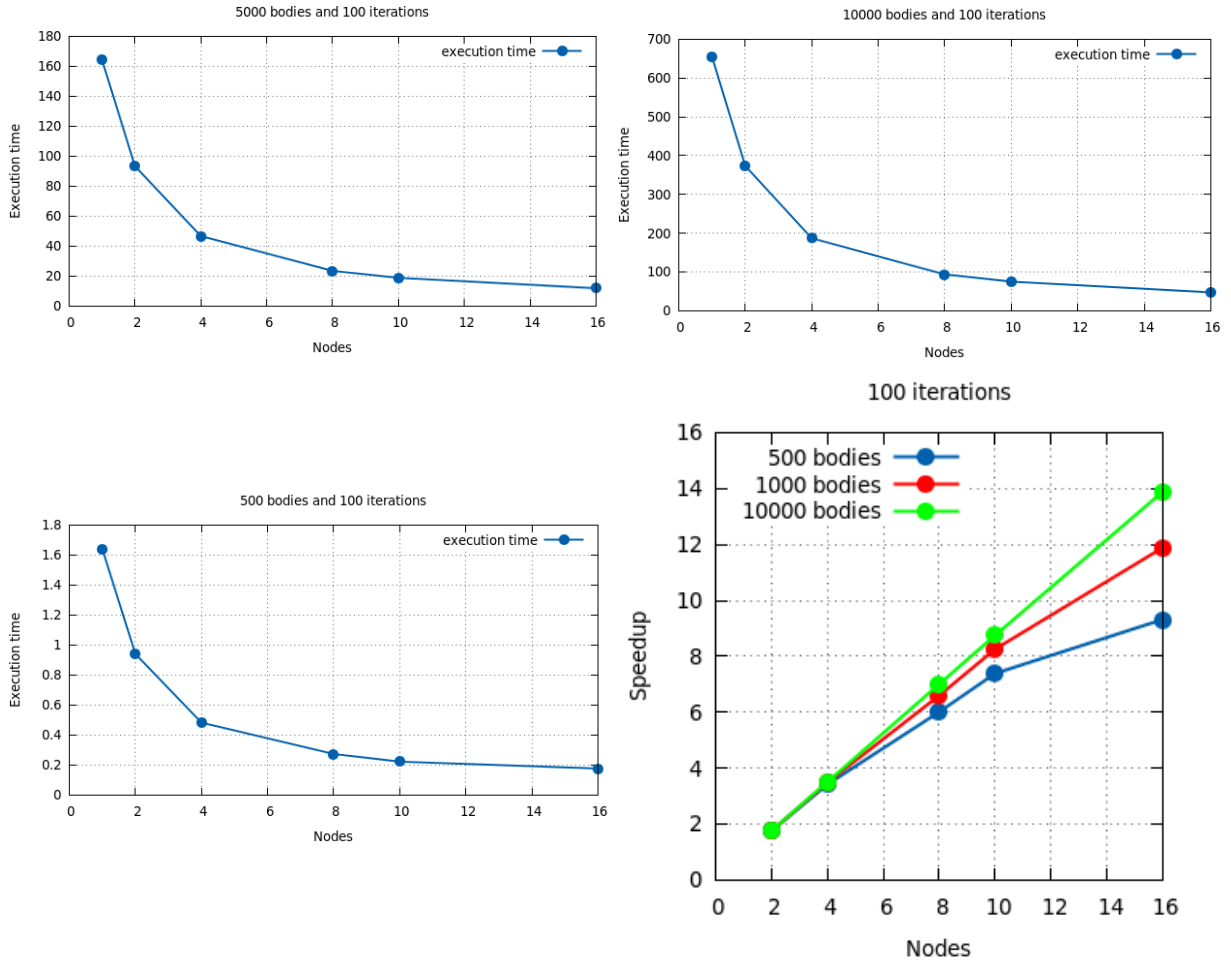 5000 bodies and 100 iterations
180
160
140
120
100
80
60
40
20
0
Execution time
execution time
0 2 4 6 8 10 12 14 16
Nodes
10000 bodies and 100 iterations
700
600
500
400
300
200
100
0
Execution time
execution time
0 2 4 6 8 10 12 14 16
Nodes
500 bodies and 100 iterations
1.8
1.6
1.4
1.2
1
0.8
0.6
0.4
0.2
0
Execution time
execution time
0 2 4 6 8 10 12 14 16
Nodes
100 iterations
16
14
12
10
8
6
4
2
0
Speedup
500 bodies
1000 bodies
10000 bodies
0 2 4 6 8 10 12 14 16
Nodes